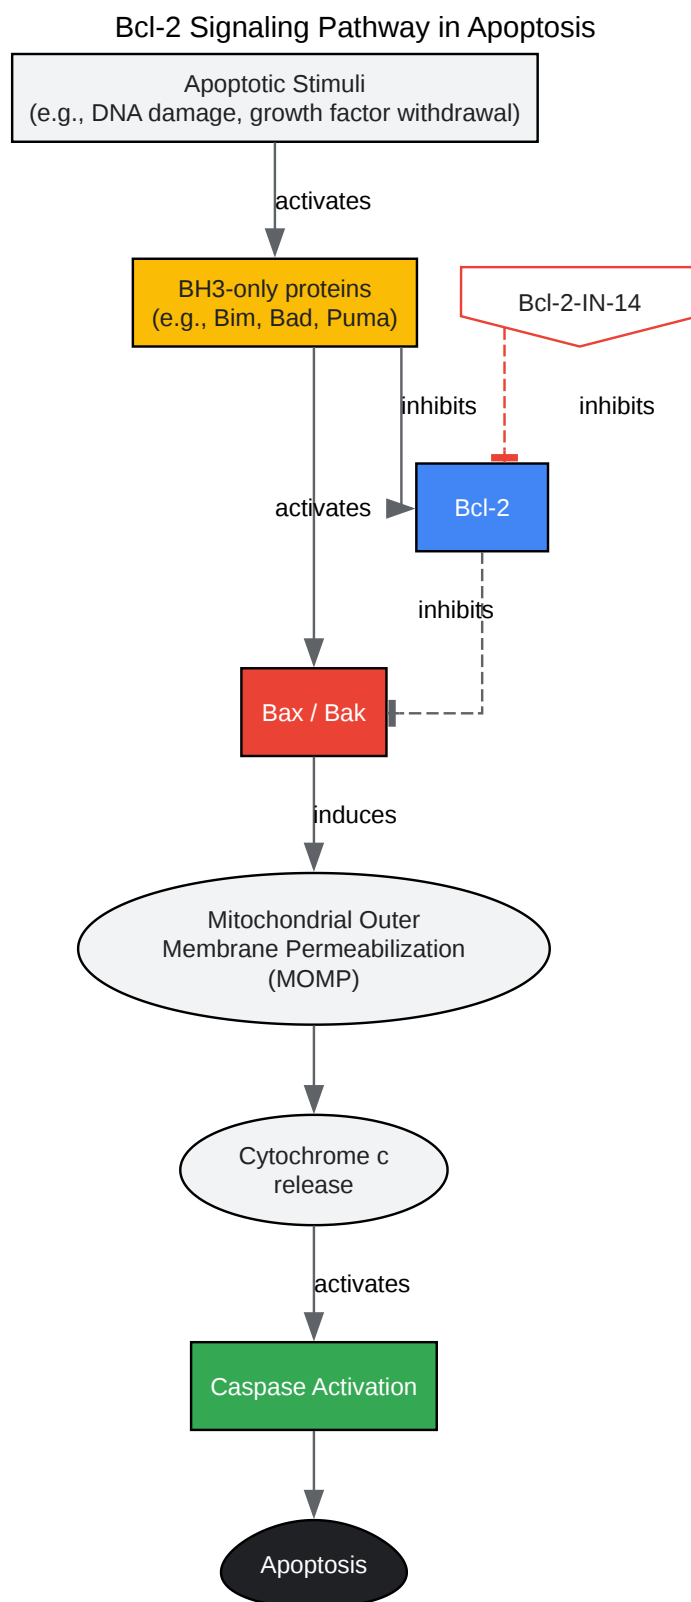 Bcl-2 Signaling Pathway in Apoptosis
Apoptotic Stimuli
(e.g., DNA damage, growth factor withdrawal)
activates
BH3-only proteins
(e.g., Bim, Bad, Puma)
Bcl-2-IN-14
inhibits
inhibits
activates
Bcl-2
inhibits
Bax / Bak
induces
Mitochondrial Outer
Membrane Permeabilization
(MOMP)
Cytochrome c
release
activates
Caspase Activation
Apoptosis